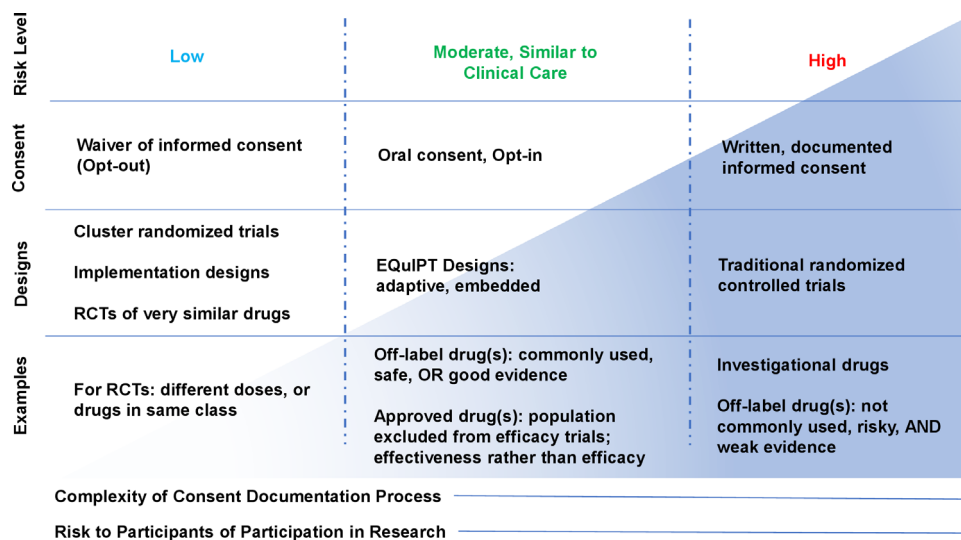 Risk Level
Low
Moderate, Similar to
Clinical Care
High
Consent
Waiver of informed consent
(Opt-out)
Oral consent, Opt-in
Written, documented
informed consent
Designs
Cluster randomized trials
Implementation designs
RCTs of very similar drugs
EQuIPT Designs:
adaptive, embedded
Traditional randomized
controlled trials
Examples
For RCTs: different doses, or
drugs in same class
Off-label drug(s): commonly used,
safe, OR good evidence
Approved drug(s): population
excluded from efficacy trials;
effectiveness rather than efficacy
Investigational drugs
Off-label drug(s): not
commonly used, risky, AND
weak evidence
Complexity of Consent Documentation Process
Risk to Participants of Participation in Research